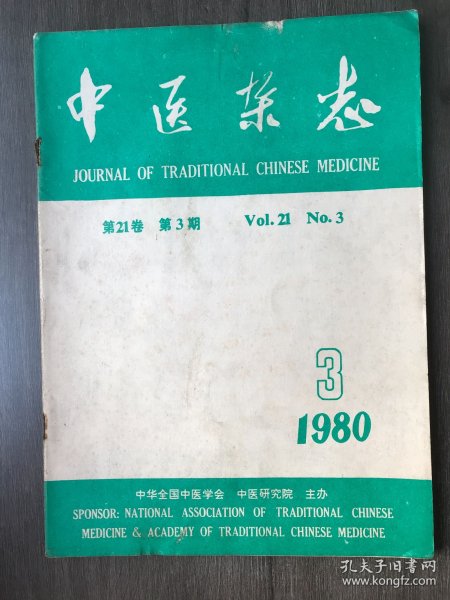 中医杂志
JOURNAL OF TRADITIONAL CHINESE MEDICINE
第21卷 第3期 Vol. 21 No. 3
3
1980
中华全国中医学会 中医研究院 主办
SPONSOR: NATIONAL ASSOCIATION OF TRADITIONAL CHINESE
MEDICINE & ACADEMY OF TRADITIONAL CHINESE MEDICINE
孔夫子旧书网
www.kongfz.com